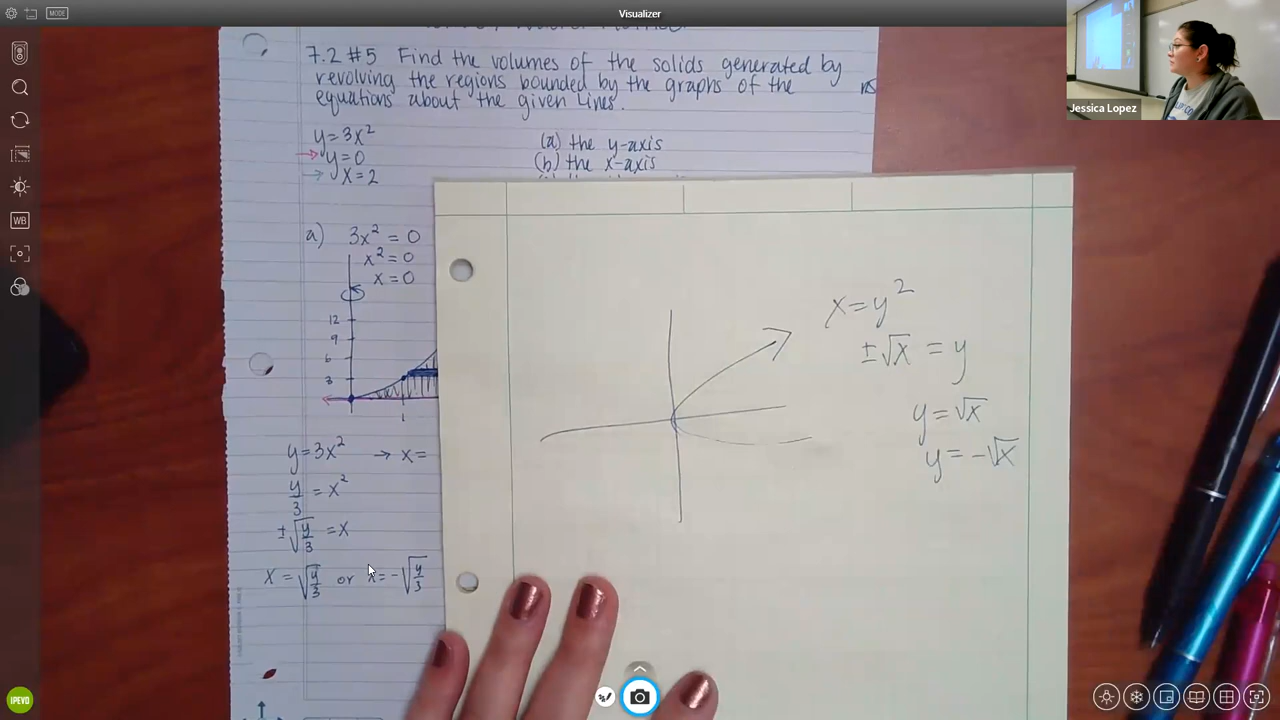 MODE
Visualizer
7.2 #5 Find the volumes of the solids generated by
revolving the regions bounded by the graphs of the
equations about the given lines.
y=3x²
y=0
x=2
(a) the y-axis
(b) the x-axis
a) 3x² = 0
x² = 0
x = 0
12
9
6
3
1
y=3x² → x=
y/3 = x²
±√(y/3) = x
x = √(y/3) or x = -√(y/3)
x=y²
±√x = y
y = √x
y = -√x
Jessica Lopez
WB
IPEVO